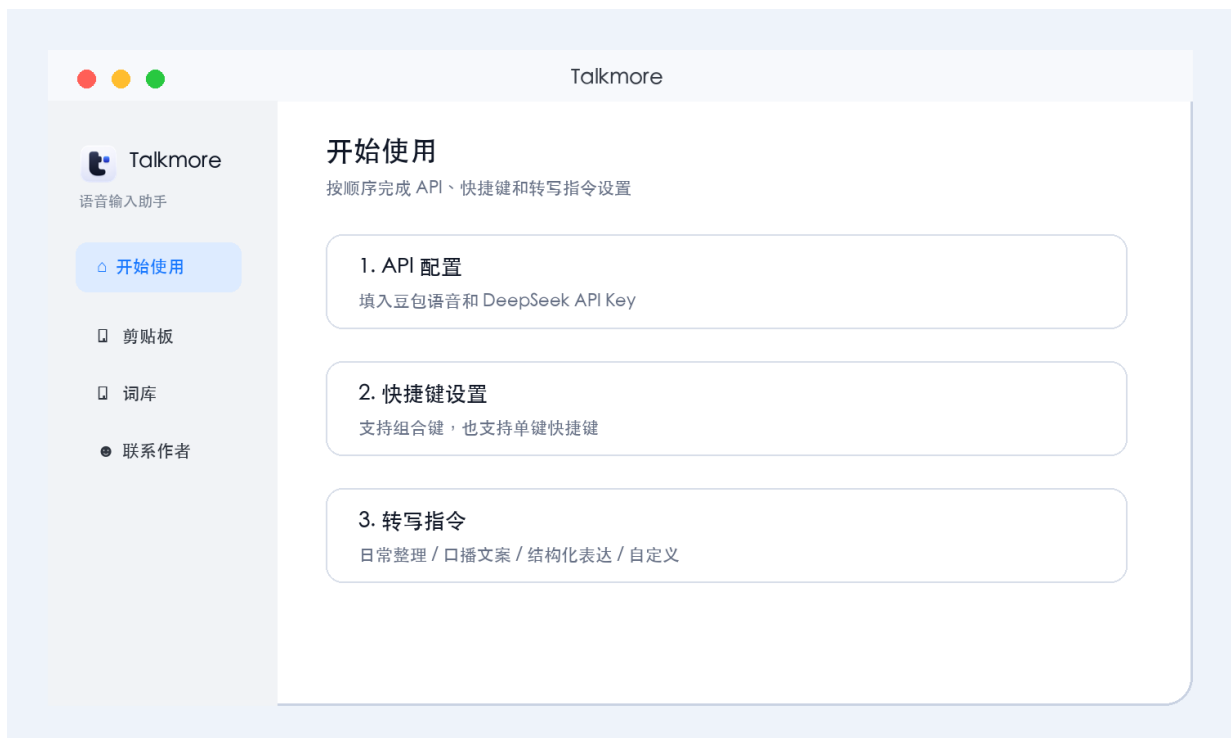 Talkmore
Talkmore
语音输入助手
开始使用
剪贴板
词库
联系作者
开始使用
按顺序完成 API、快捷键和转写指令设置
1. API 配置
填入豆包语音和 DeepSeek API Key
2. 快捷键设置
支持组合键，也支持单键快捷键
3. 转写指令
日常整理 / 口播文案 / 结构化表达 / 自定义